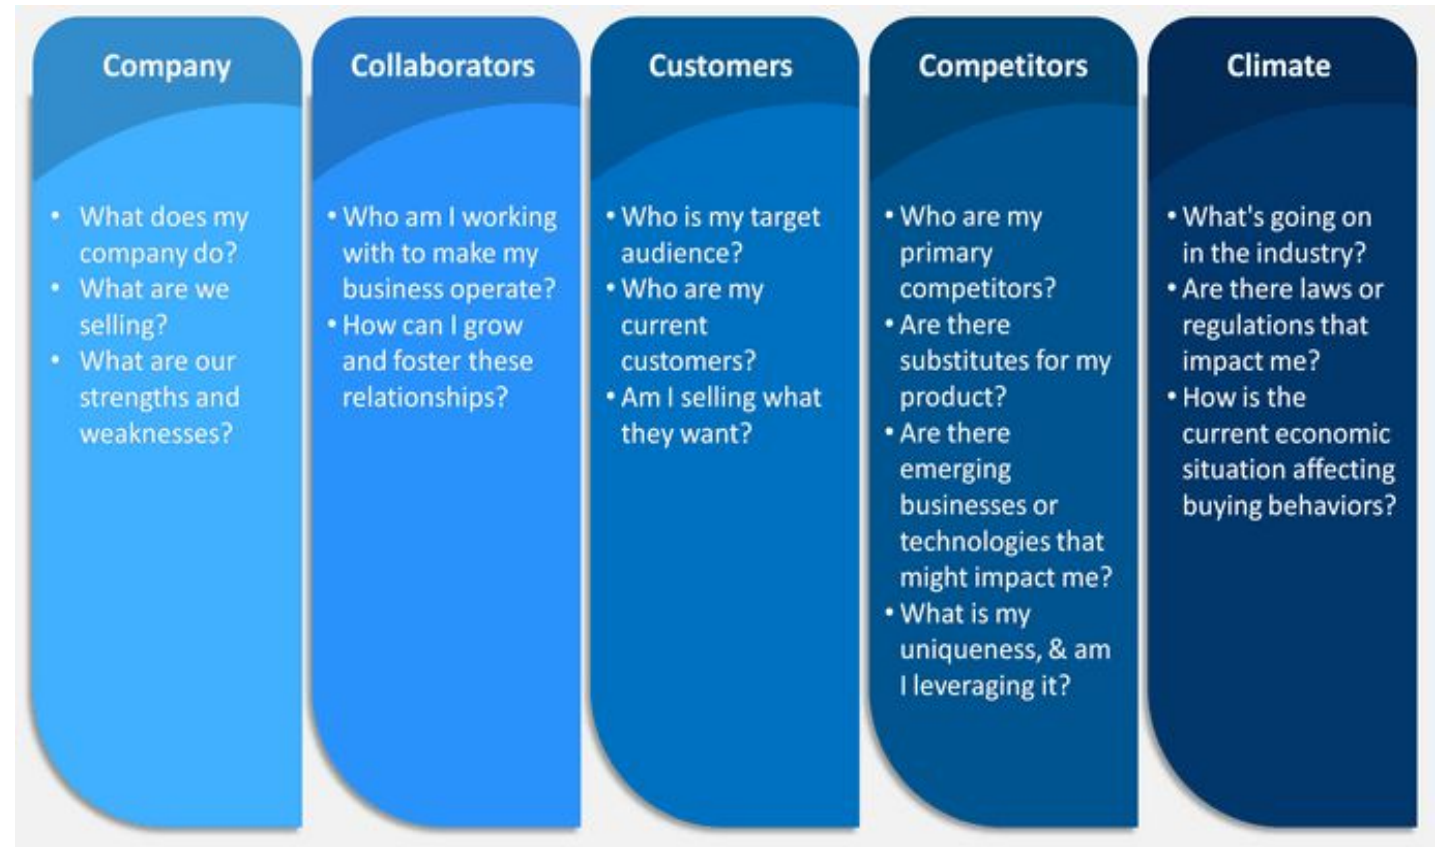 Company
• What does my
company do?
• What are we
selling?
• What are our
strengths and
weaknesses?
Collaborators
• Who am I working
with to make my
business operate?
• How can I grow
and foster these
relationships?
Customers
• Who is my target
audience?
• Who are my
current
customers?
• Am I selling what
they want?
Competitors
• Who are my
primary
competitors?
• Are there
substitutes for my
product?
• Are there
emerging
businesses or
technologies that
might impact me?
• What is my
uniqueness, & am
I leveraging it?
Climate
• What's going on
in the industry?
• Are there laws or
regulations that
impact me?
• How is the
current economic
situation affecting
buying behaviors?